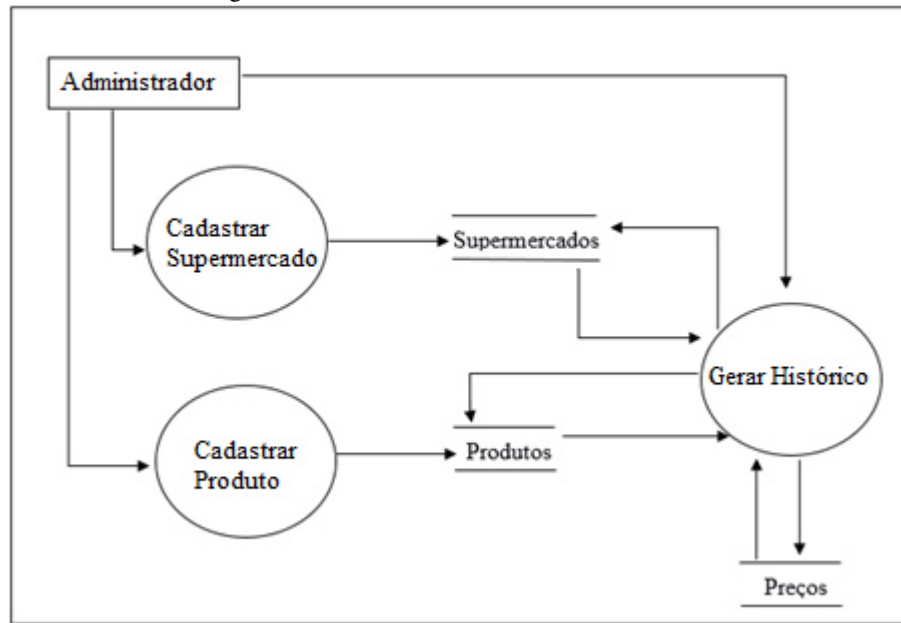 Administrador
Cadastrar
Supermercado
Supermercados
Gerar Histórico
Cadastrar
Produto
Produtos
Preços